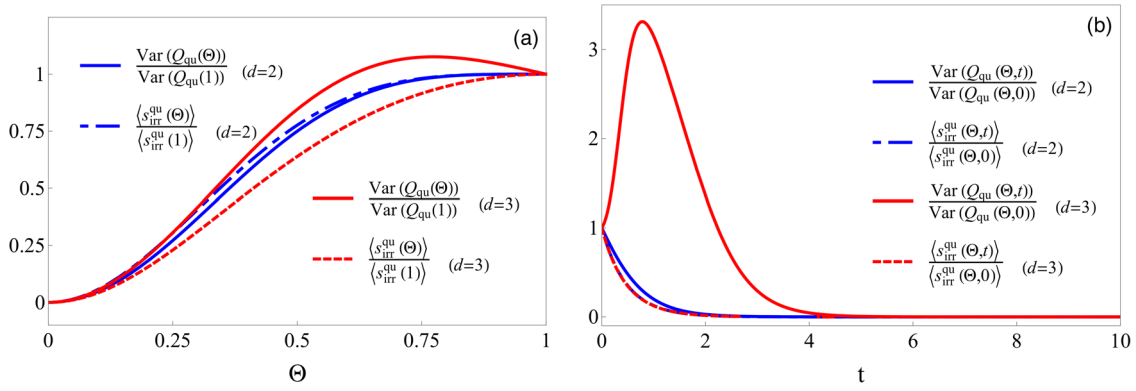 (a)
Var(Q_qu(Θ))
Var(Q_qu(1)) (d=2)
⟨s_irr^qu(Θ)⟩
⟨s_irr^qu(1)⟩ (d=2)
Var(Q_qu(Θ))
Var(Q_qu(1)) (d=3)
⟨s_irr^qu(Θ)⟩
⟨s_irr^qu(1)⟩ (d=3)
1
0.75
0.5
0.25
0
0 0.25 0.5 0.75 1
Θ
(b)
Var(Q_qu(Θ,t))
Var(Q_qu(Θ,0)) (d=2)
⟨s_irr^qu(Θ,t)⟩
⟨s_irr^qu(Θ,0)⟩ (d=2)
Var(Q_qu(Θ,t))
Var(Q_qu(Θ,0)) (d=3)
⟨s_irr^qu(Θ,t)⟩
⟨s_irr^qu(Θ,0)⟩ (d=3)
3
2
1
0
0 2 4 6 8 10
t